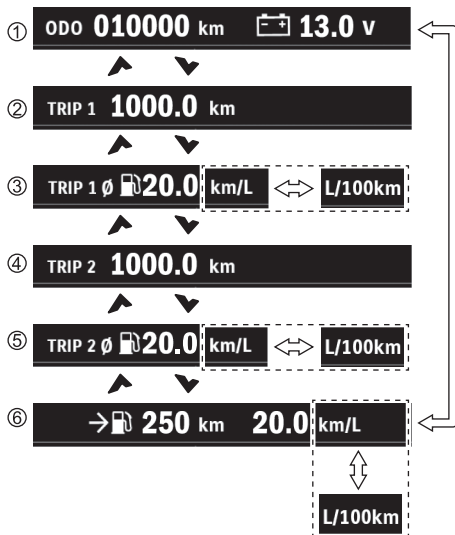 ① ODO 010000 km 13.0 V
② TRIP 1 1000.0 km
③ TRIP 1 Ø 20.0 km/L L/100km
④ TRIP 2 1000.0 km
⑤ TRIP 2 Ø 20.0 km/L L/100km
⑥ 250 km 20.0 km/L
L/100km